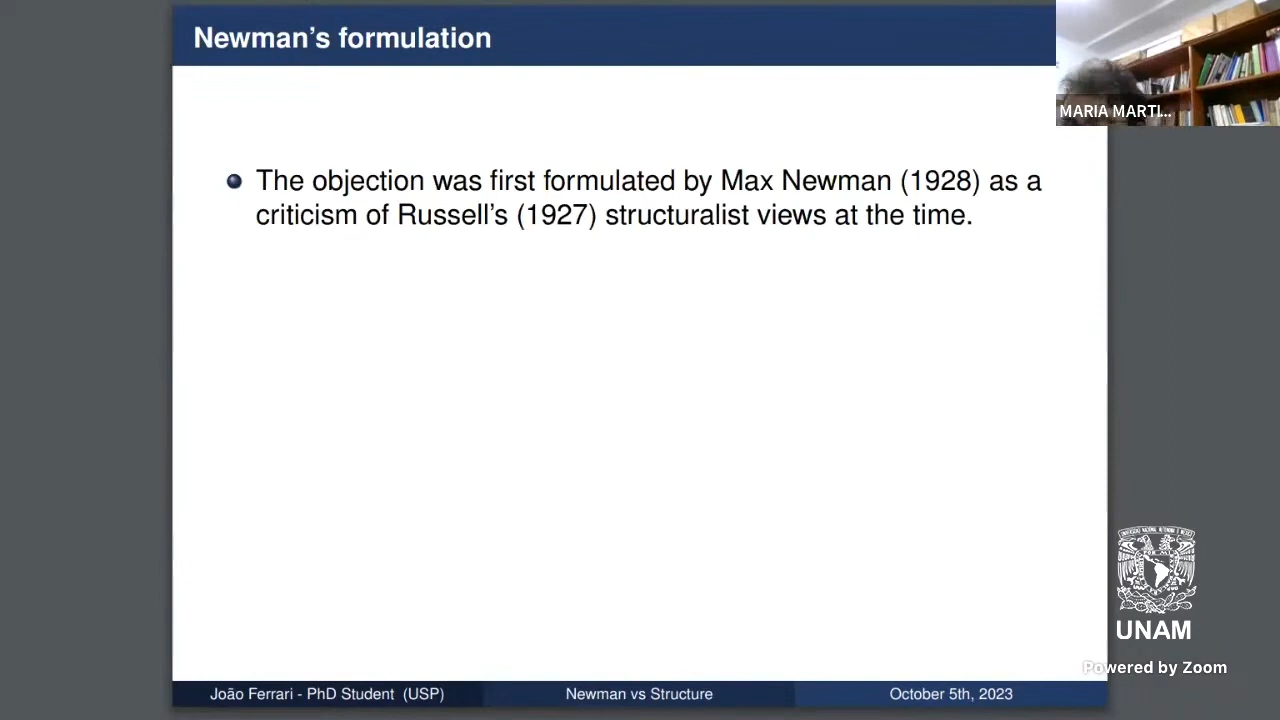 Newman's formulation
MARIA MARTI...
The objection was first formulated by Max Newman (1928) as a
criticism of Russell's (1927) structuralist views at the time.
UNAM
Powered by Zoom
João Ferrari - PhD Student (USP) Newman vs Structure October 5th, 2023